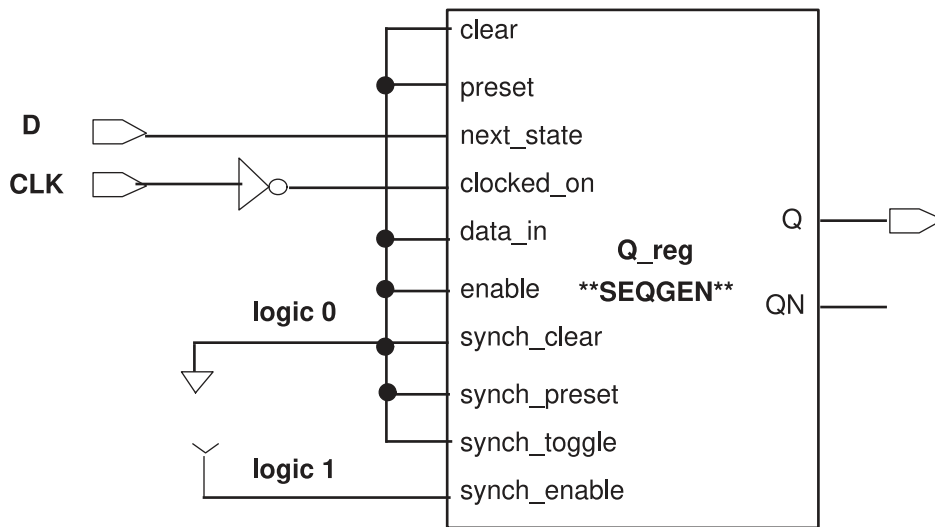 clear
preset
D
next_state
CLK
clocked_on
data_in
Q
Q_reg
enable
**SEQGEN**
QN
logic 0
synch_clear
synch_preset
synch_toggle
logic 1
synch_enable